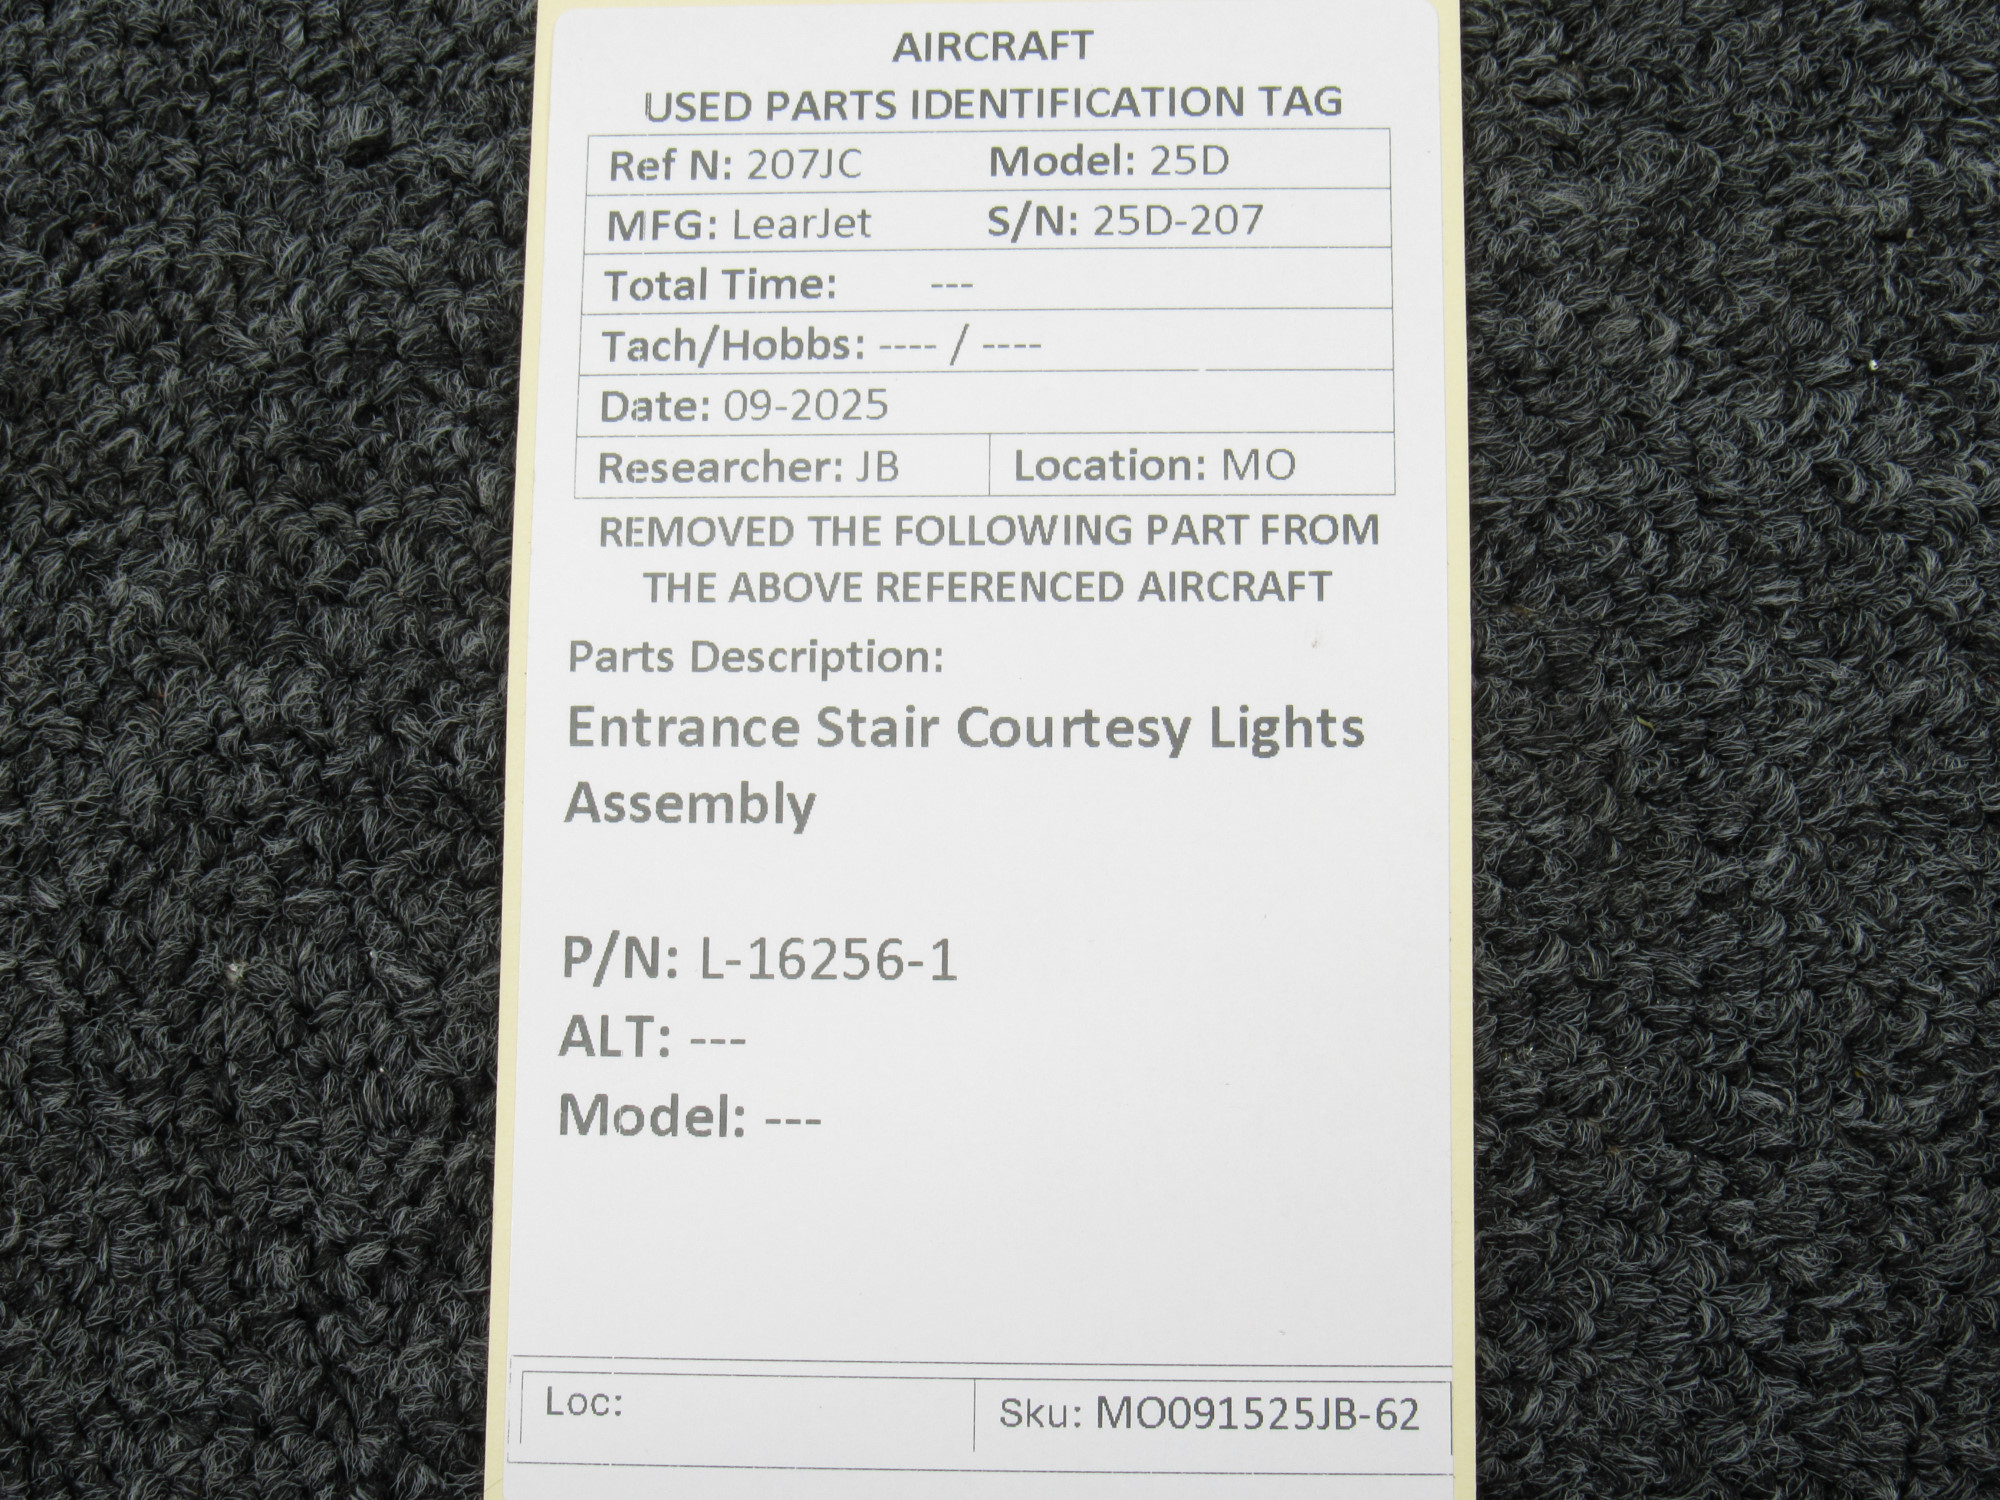 AIRCRAFT
USED PARTS IDENTIFICATION TAG
Ref N: 207JC Model: 25D
MFG: LearJet S/N: 25D-207
Total Time: ---
Tach/Hobbs: ---- / ----
Date: 09-2025
Researcher: JB Location: MO
REMOVED THE FOLLOWING PART FROM
THE ABOVE REFERENCED AIRCRAFT
Parts Description:
Entrance Stair Courtesy Lights
Assembly
P/N: L-16256-1
ALT: ---
Model: ---
Loc: Sku: MO091525JB-62